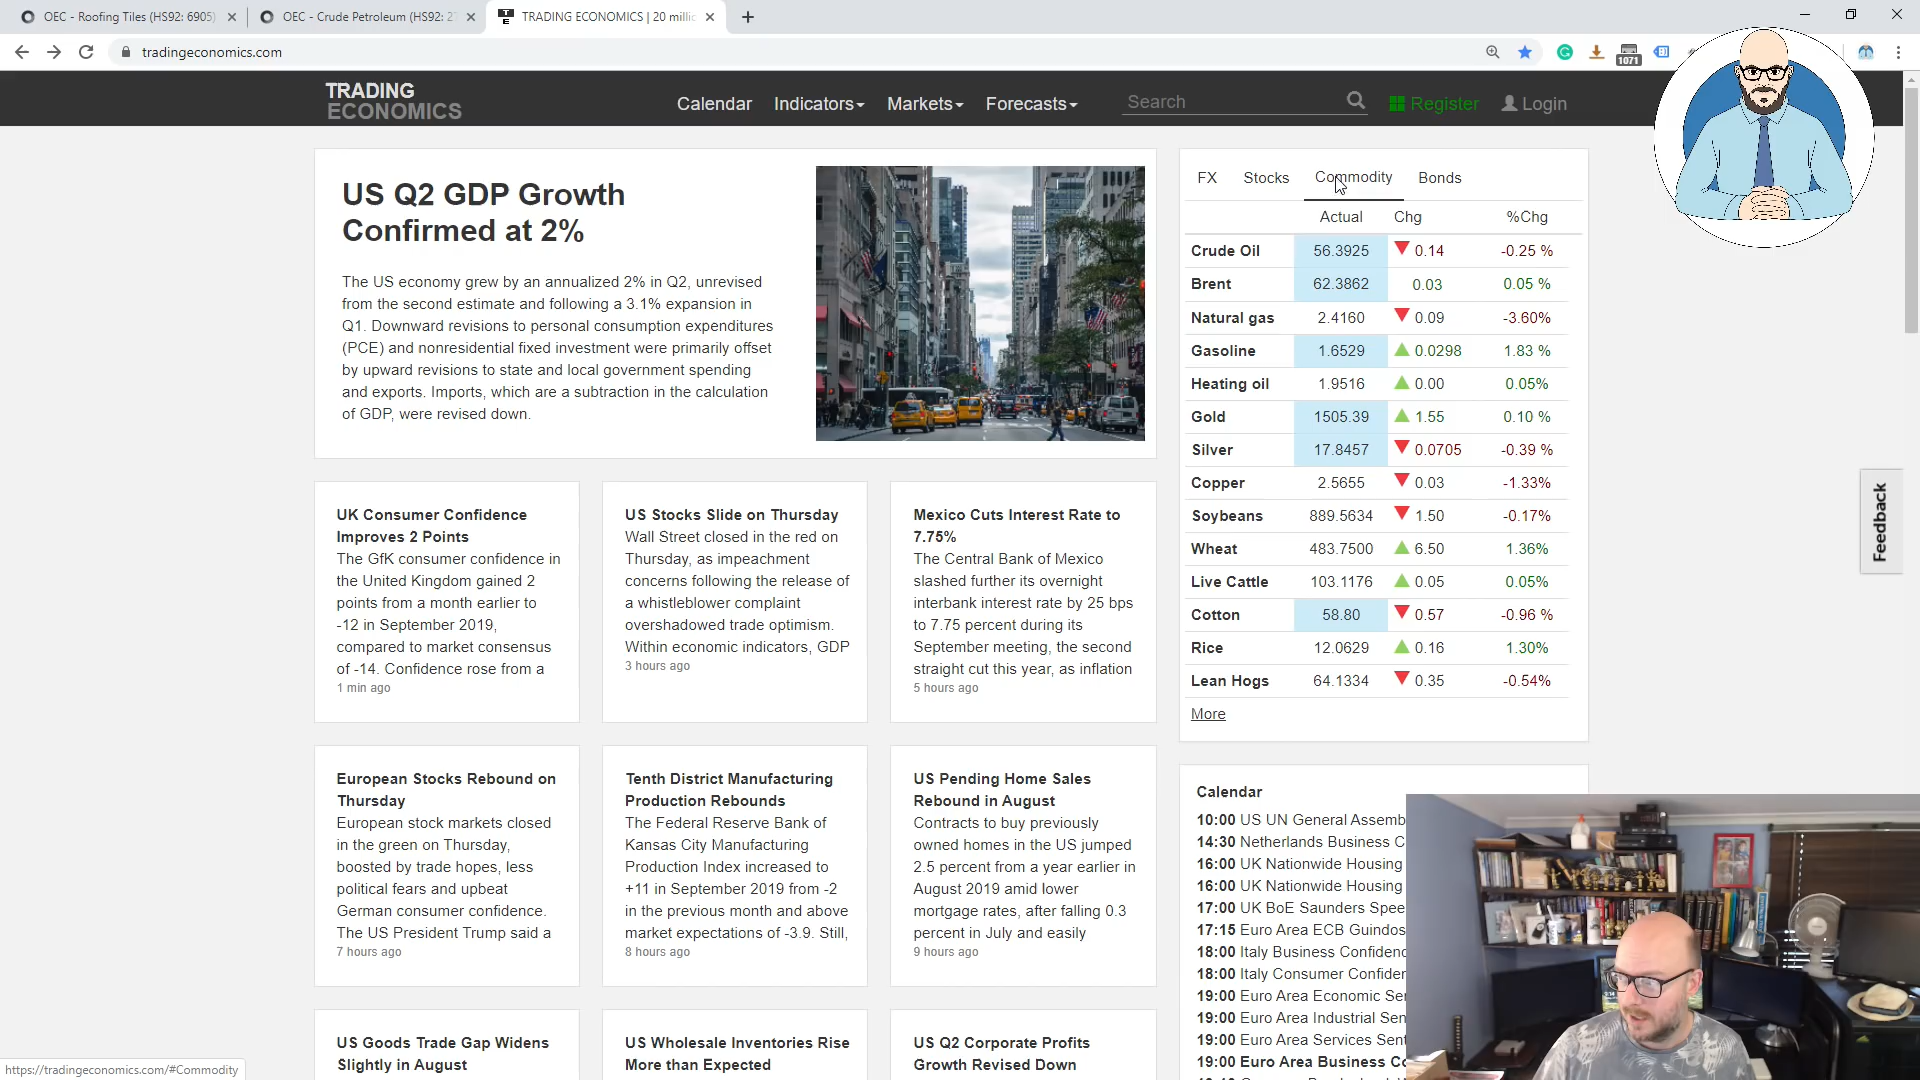 OEC - Roofing Tiles (HS92: 6905)
OEC - Crude Petroleum (HS92: 27
TRADING ECONOMICS | 20 millic
tradingeconomics.com
1071
TRADING
ECONOMICS
Calendar
Indicators
Markets
Forecasts
Search
Register
Login
US Q2 GDP Growth
Confirmed at 2%
The US economy grew by an annualized 2% in Q2, unrevised
from the second estimate and following a 3.1% expansion in
Q1. Downward revisions to personal consumption expenditures
(PCE) and nonresidential fixed investment were primarily offset
by upward revisions to state and local government spending
and exports. Imports, which are a subtraction in the calculation
of GDP, were revised down.
FX Stocks Commodity Bonds
Actual Chg %Chg
Crude Oil 56.3925 0.14 -0.25 %
Brent 62.3862 0.03 0.05 %
Natural gas 2.4160 0.09 -3.60%
Gasoline 1.6529 0.0298 1.83 %
Heating oil 1.9516 0.00 0.05%
Gold 1505.39 1.55 0.10 %
Silver 17.8457 0.0705 -0.39 %
Copper 2.5655 0.03 -1.33%
Soybeans 889.5634 1.50 -0.17%
Wheat 483.7500 6.50 1.36%
Live Cattle 103.1176 0.05 0.05%
Cotton 58.80 0.57 -0.96 %
Rice 12.0629 0.16 1.30%
Lean Hogs 64.1334 0.35 -0.54%
More
Feedback
UK Consumer Confidence
Improves 2 Points
The GfK consumer confidence in
the United Kingdom gained 2
points from a month earlier to
-12 in September 2019,
compared to market consensus
of -14. Confidence rose from a
1 min ago
US Stocks Slide on Thursday
Wall Street closed in the red on
Thursday, as impeachment
concerns following the release of
a whistleblower complaint
overshadowed trade optimism.
Within economic indicators, GDP
3 hours ago
Mexico Cuts Interest Rate to
7.75%
The Central Bank of Mexico
slashed further its overnight
interbank interest rate by 25 bps
to 7.75 percent during its
September meeting, the second
straight cut this year, as inflation
5 hours ago
European Stocks Rebound on
Thursday
European stock markets closed
in the green on Thursday,
boosted by trade hopes, less
political fears and upbeat
German consumer confidence.
The US President Trump said a
7 hours ago
Tenth District Manufacturing
Production Rebounds
The Federal Reserve Bank of
Kansas City Manufacturing
Production Index increased to
+11 in September 2019 from -2
in the previous month and above
market expectations of -3.9. Still,
8 hours ago
US Pending Home Sales
Rebound in August
Contracts to buy previously
owned homes in the US jumped
2.5 percent from a year earlier in
August 2019 amid lower
mortgage rates, after falling 0.3
percent in July and easily
9 hours ago
Calendar
10:00 US UN General Assemb
14:30 Netherlands Business C
16:00 UK Nationwide Housing
16:00 UK Nationwide Housing
17:00 UK BoE Saunders Spee
17:15 Euro Area ECB Guindos
18:00 Italy Business Confidenc
18:00 Italy Consumer Confider
19:00 Euro Area Economic Sen
19:00 Euro Area Industrial Sen
19:00 Euro Area Services Sent
19:00 Euro Area Business Co
US Goods Trade Gap Widens
Slightly in August
US Wholesale Inventories Rise
More than Expected
US Q2 Corporate Profits
Growth Revised Down
https://tradingeconomics.com/#Commodity